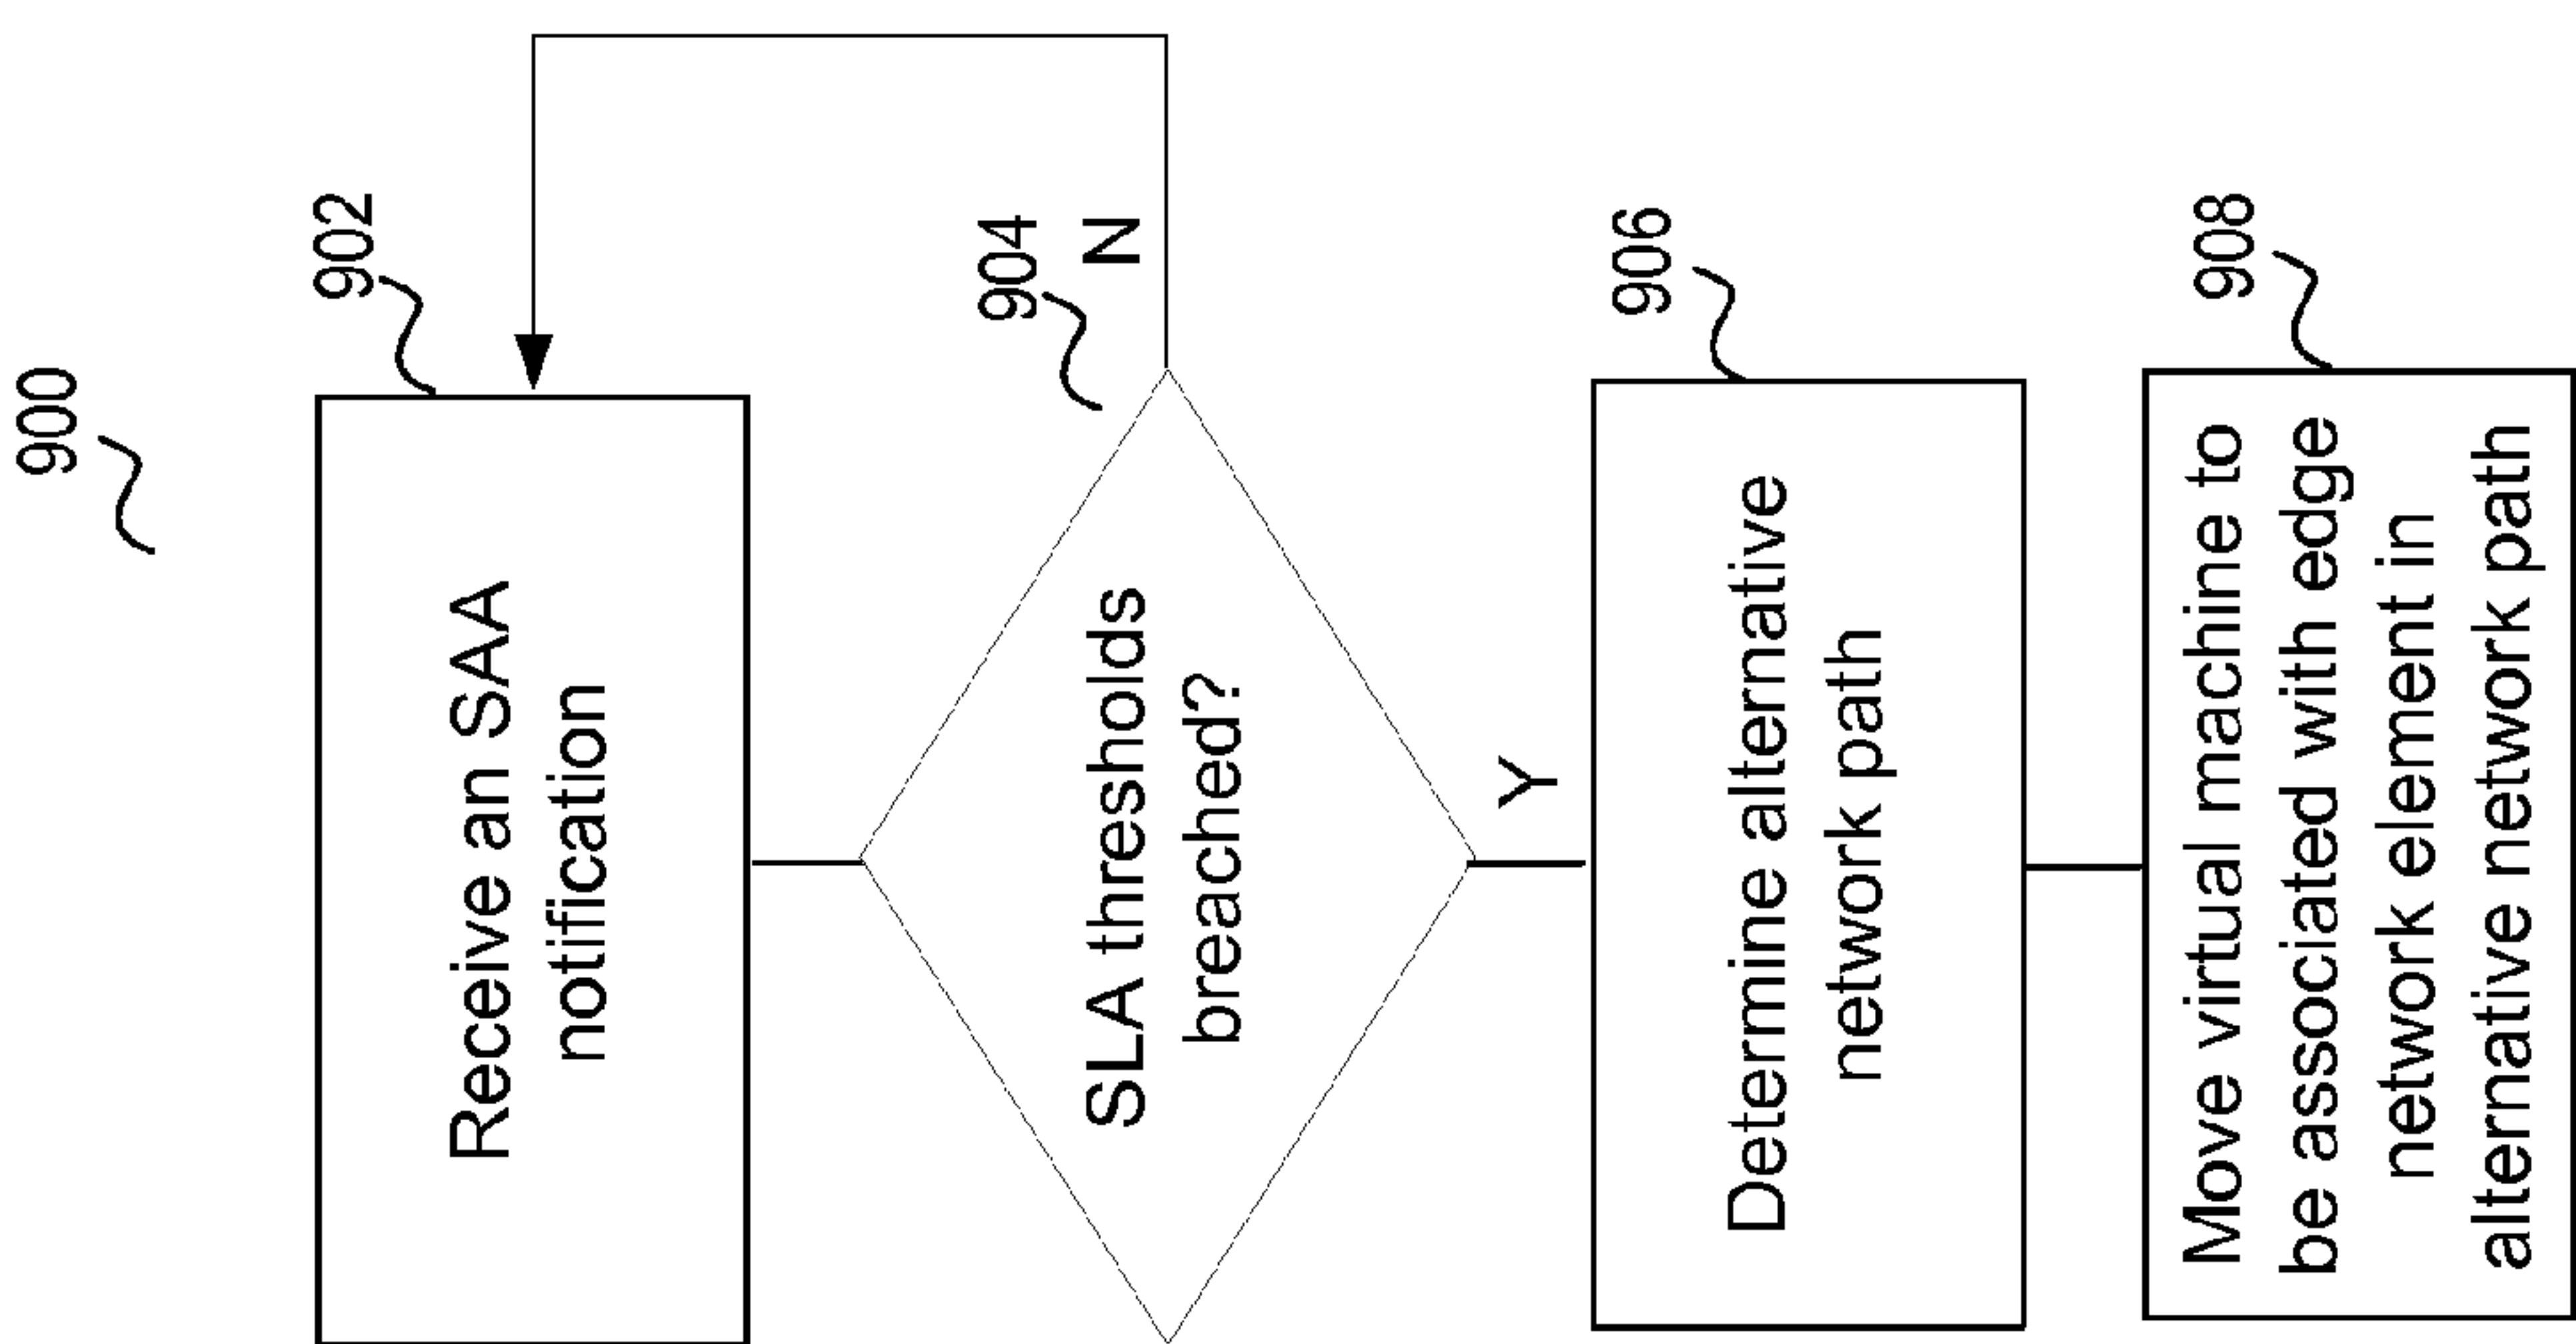 900
902
Receive an SAA
notification
904
N
SLA thresholds
breached?
Y
906
Determine alternative
network path
908
Move virtual machine to
be associated with edge
network element in
alternative network path